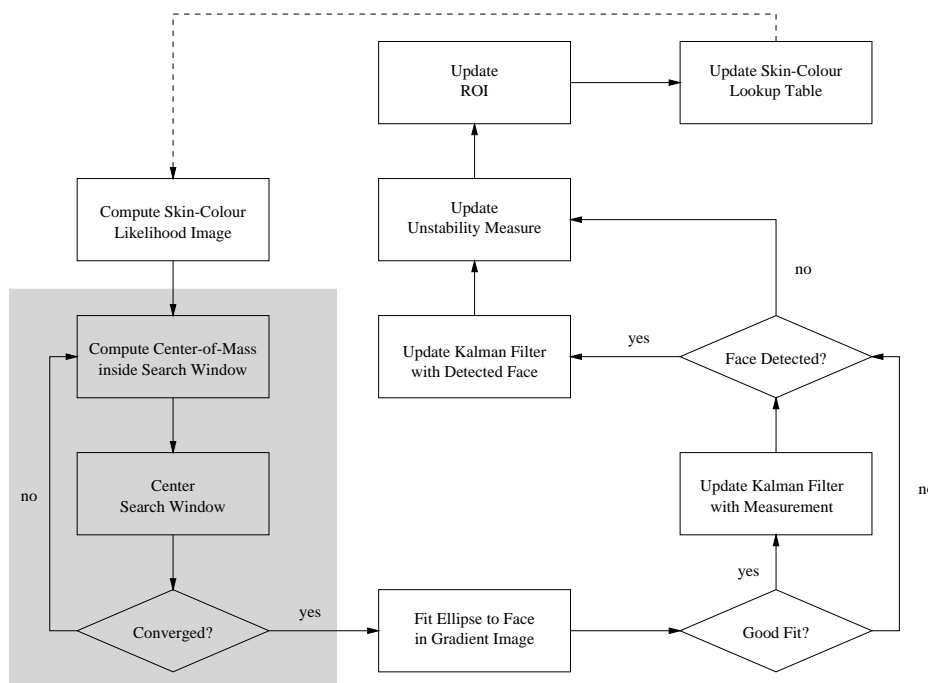 Update
ROI
Update Skin-Colour
Lookup Table
Compute Skin-Colour
Likelihood Image
Update
Unstability Measure
no
Compute Center-of-Mass
inside Search Window
Update Kalman Filter
with Detected Face
yes
Face Detected?
no
Center
Search Window
Update Kalman Filter
with Measurement
no
Converged?
yes
Fit Ellipse to Face
in Gradient Image
yes
Good Fit?